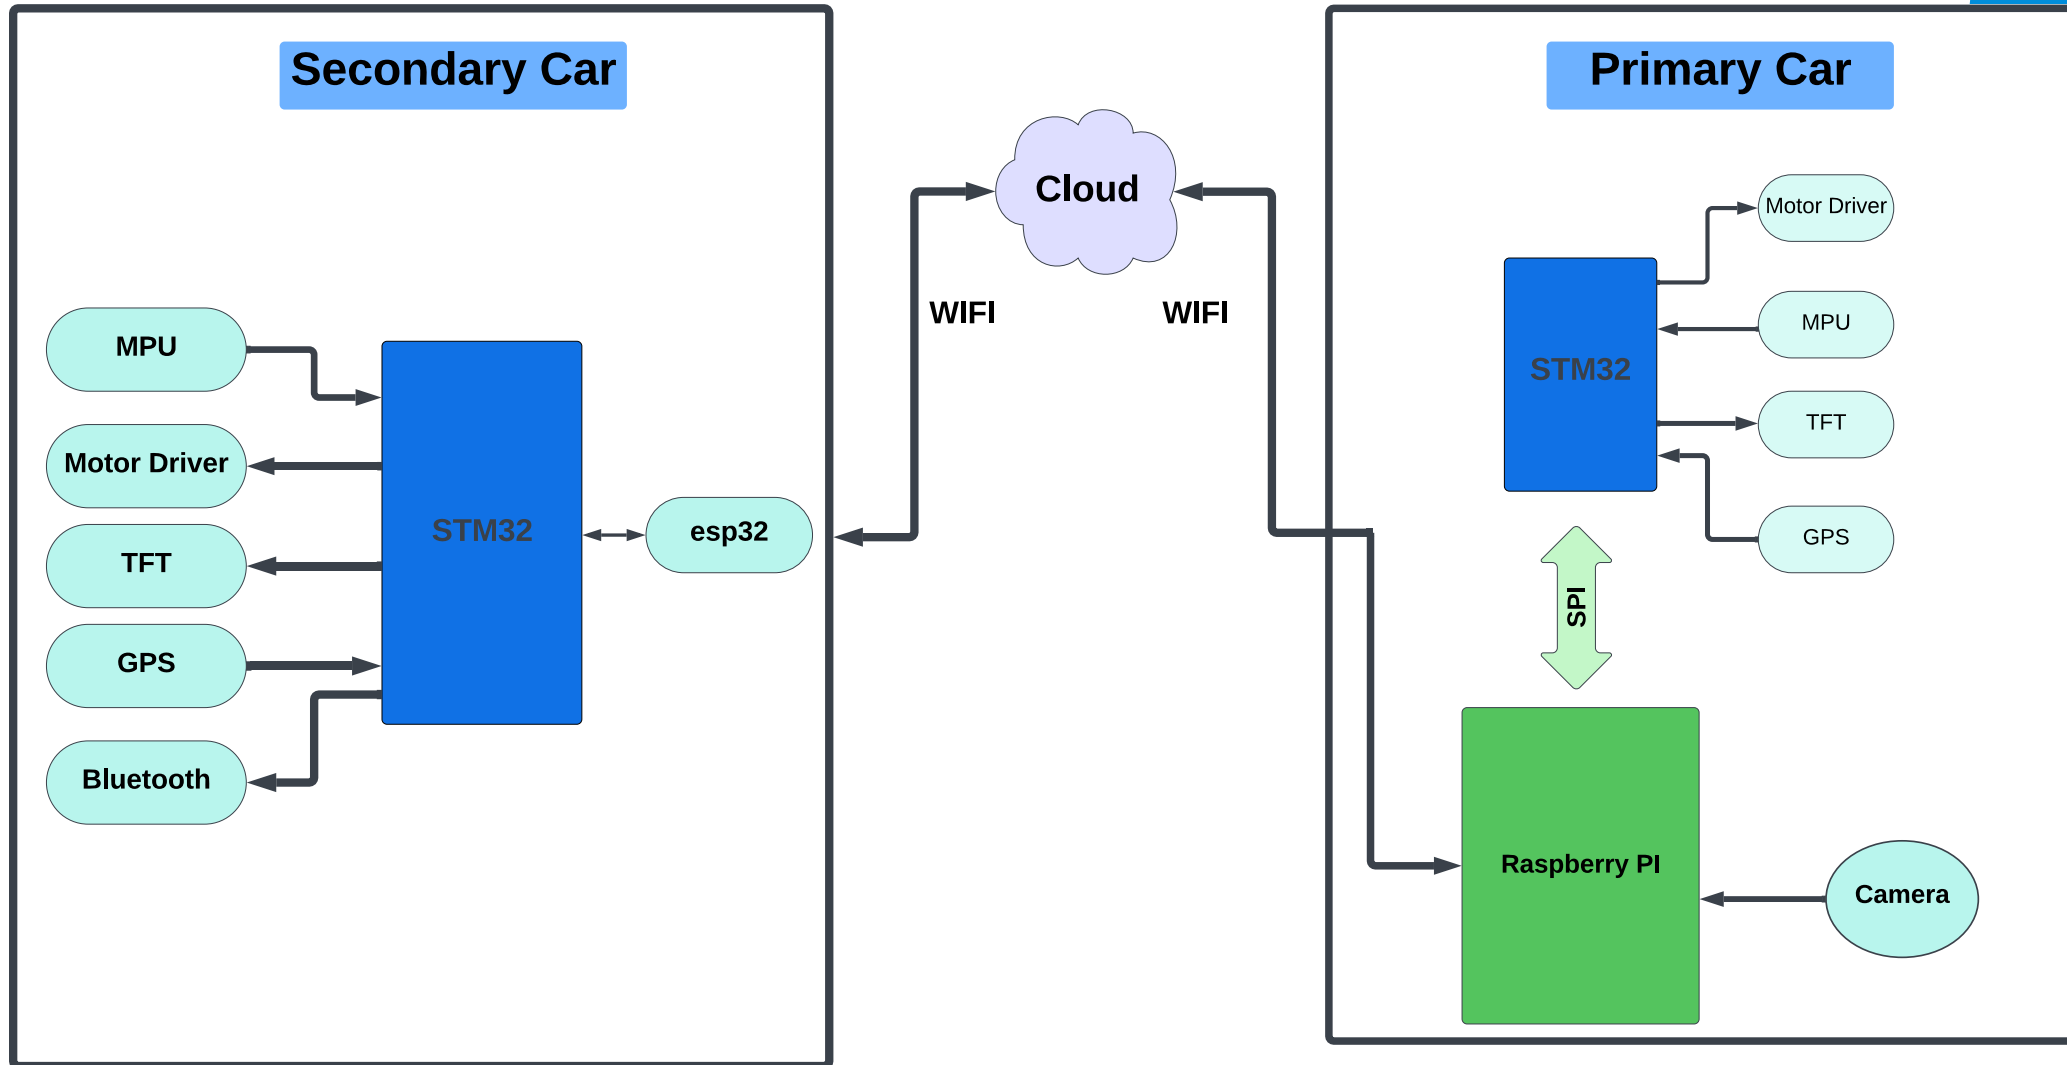 Secondary Car
Primary Car
Cloud
WIFI
WIFI
MPU
Motor Driver
TFT
GPS
Bluetooth
STM32
esp32
STM32
Motor Driver
MPU
TFT
GPS
SPI
Raspberry PI
Camera